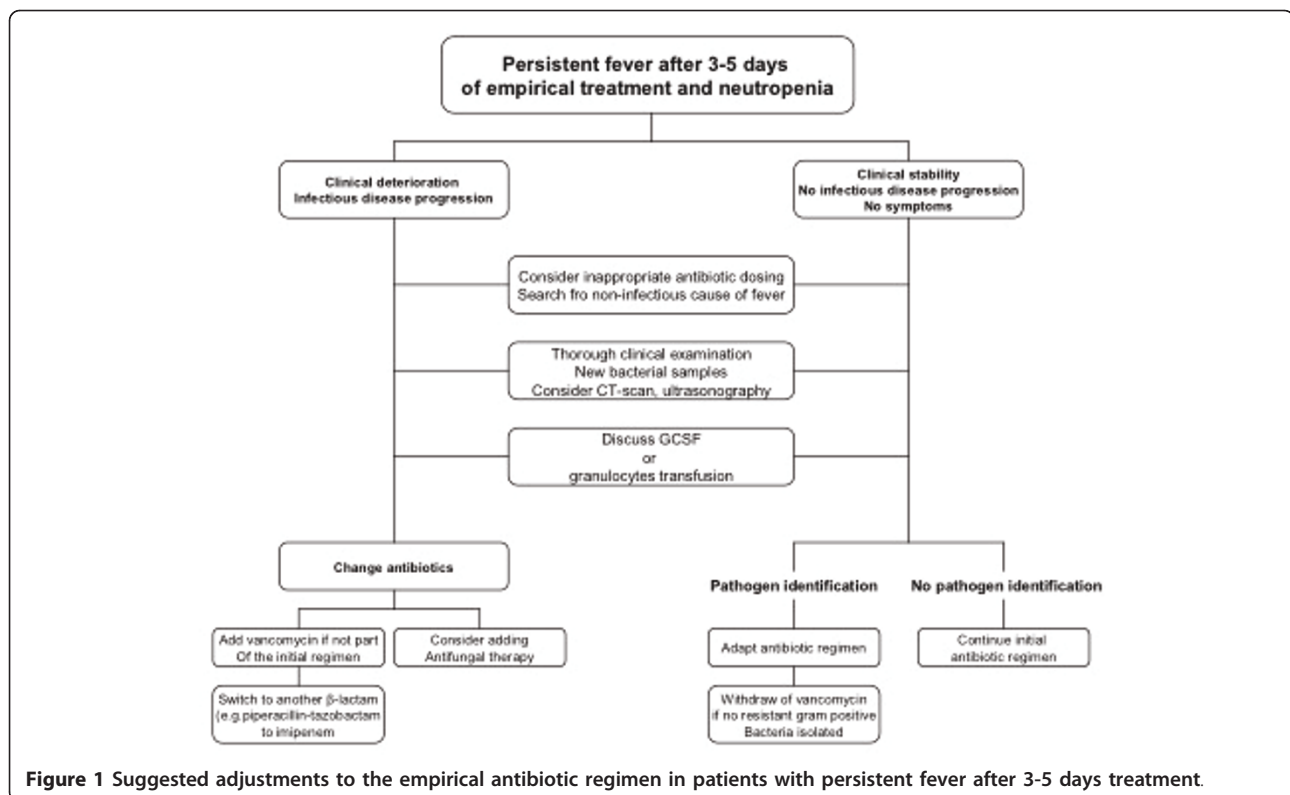 Persistent fever after 3-5 days
of empirical treatment and neutropenia
Clinical deterioration
Infectious disease progression
Clinical stability
No infectious disease progression
No symptoms
Consider inappropriate antibiotic dosing
Search fro non-infectious cause of fever
Thorough clinical examination
New bacterial samples
Consider CT-scan, ultrasonography
Discuss GCSF
or
granulocytes transfusion
Change antibiotics
Pathogen identification
No pathogen identification
Add vancomycin if not part
Of the initial regimen
Consider adding
Antifungal therapy
Adapt antibiotic regimen
Continue initial
antibiotic regimen
Switch to another β-lactam
(e.g.piperacillin-tazobactam
to imipenem
Withdraw of vancomycin
if no resistant gram positive
Bacteria isolated
Figure 1 Suggested adjustments to the empirical antibiotic regimen in patients with persistent fever after 3-5 days treatment.